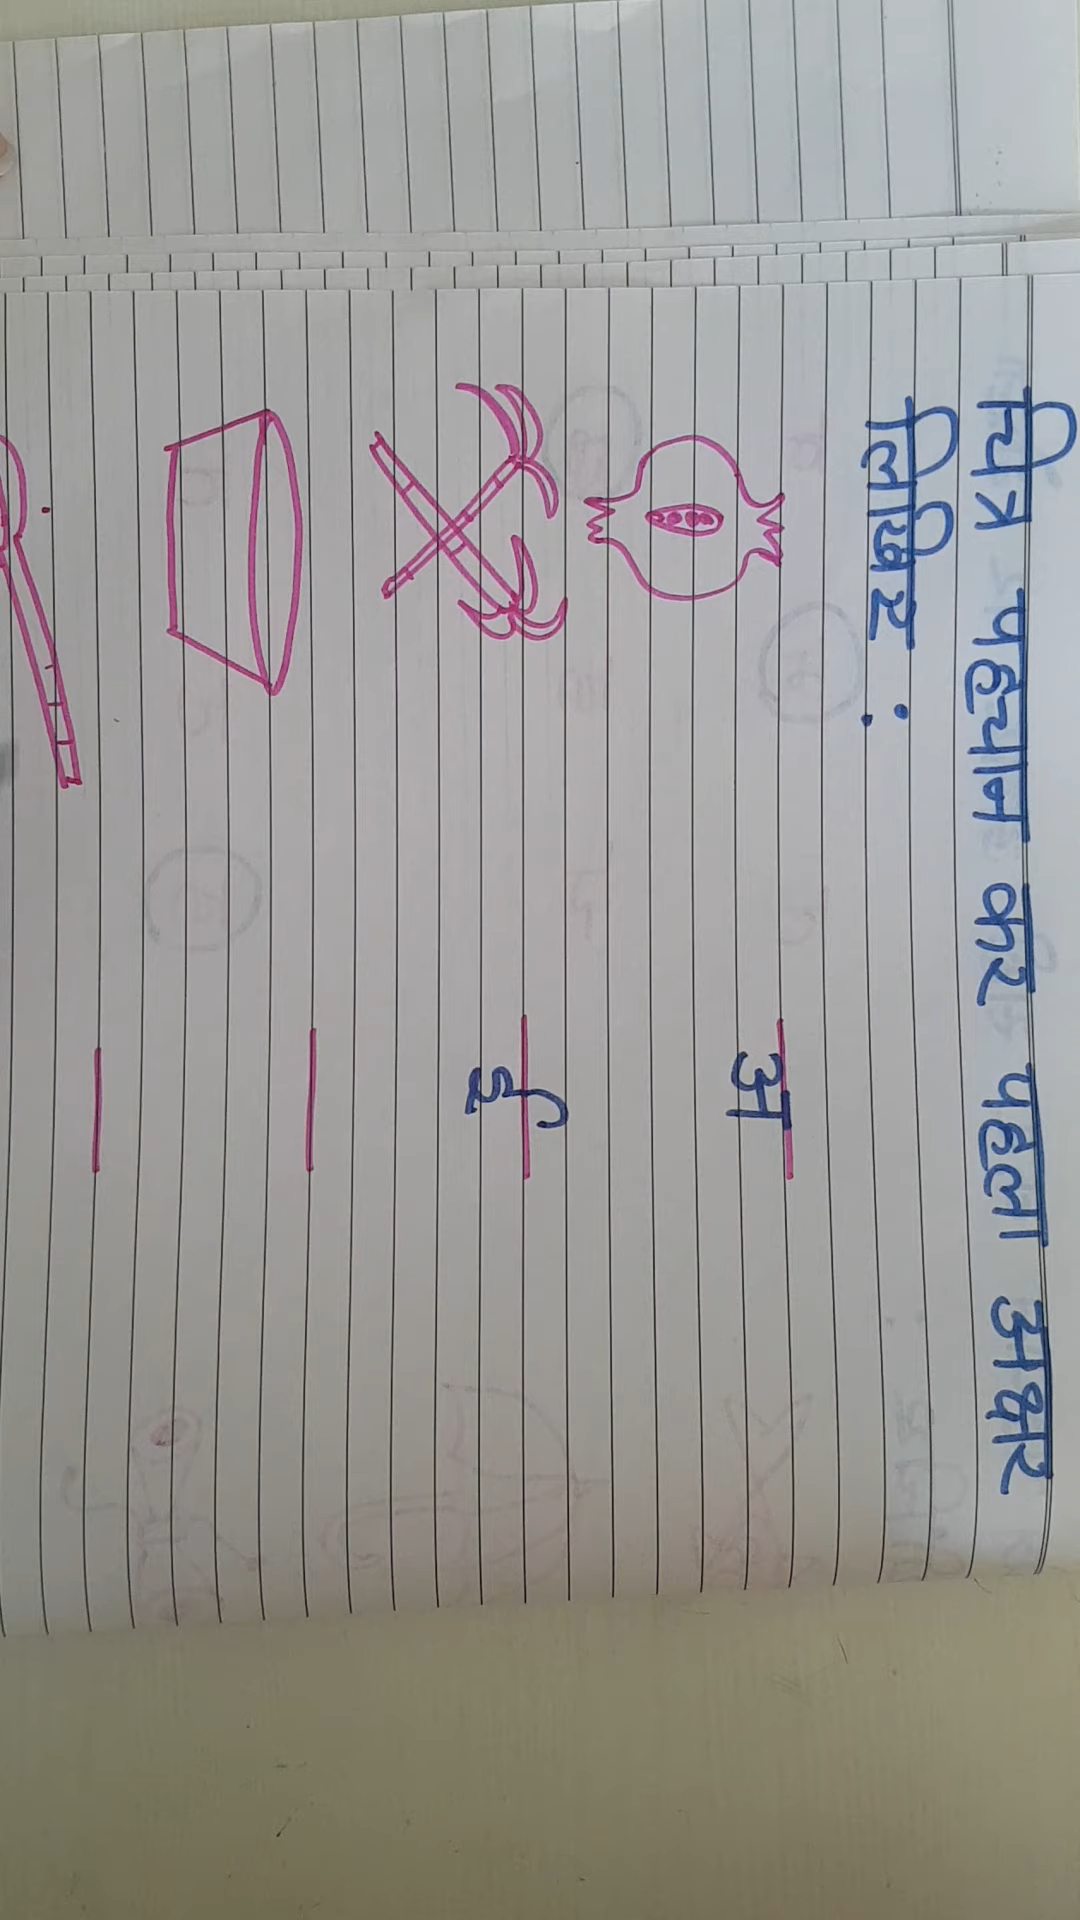 चित्र पहचान कर पहला अक्षर
लिखिए :
अ
ई